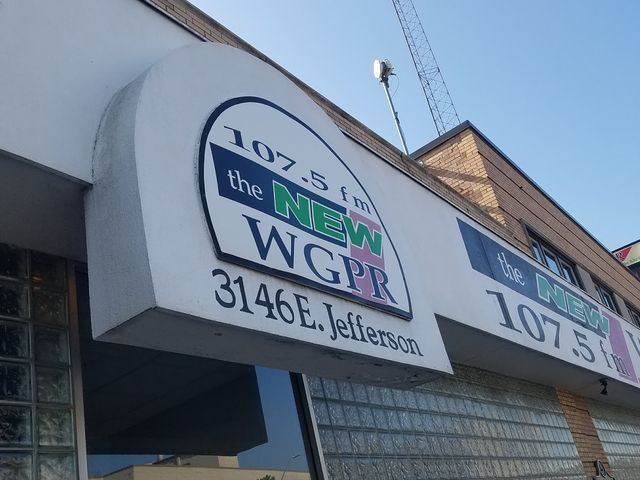 107.5 fm
the NEW
WGPR
3146 E. Jefferson
the NEW
107.5 fm